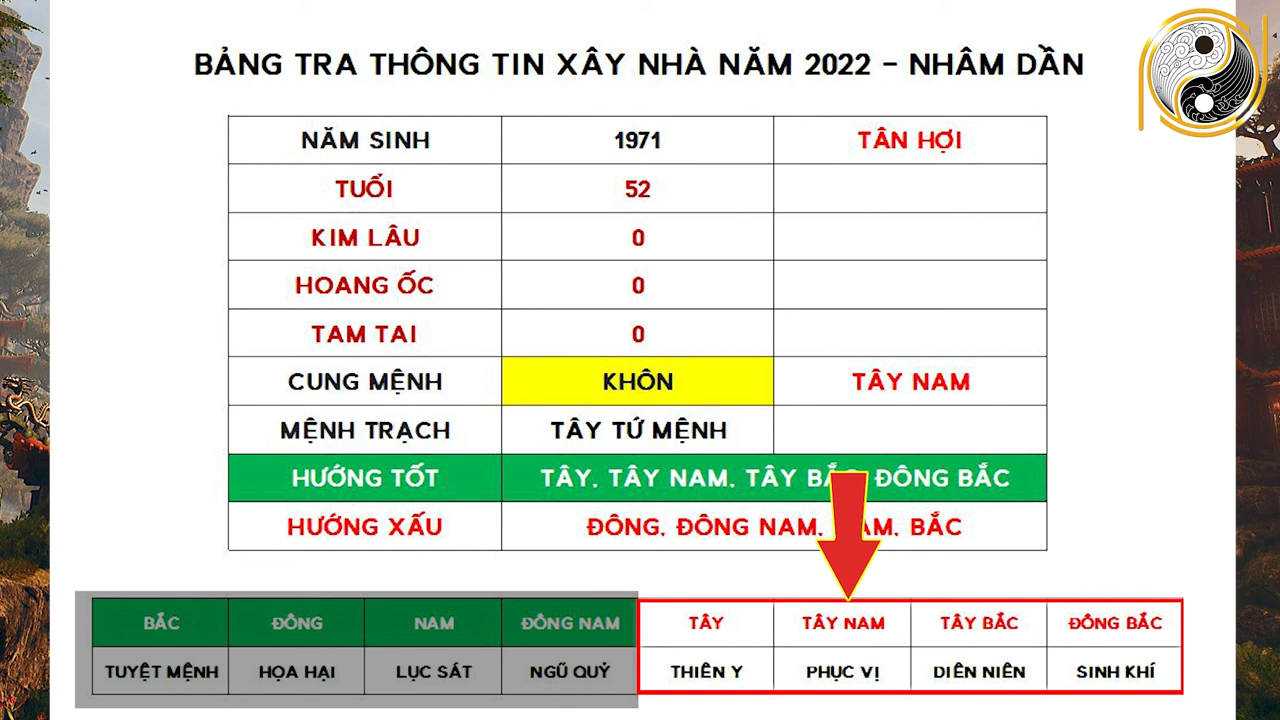 BẢNG TRA THÔNG TIN XÂY NHÀ NĂM 2022 - NHÂM DẦN
NĂM SINH 1971 TÂN HỢI
TUỔI 52
KIM LÂU 0
HOANG ỐC 0
TAM TAI 0
CUNG MỆNH KHÔN TÂY NAM
MỆNH TRẠCH TÂY TỨ MỆNH
HƯỚNG TỐT TÂY, TÂY NAM, TÂY ĐÔNG BẮC
HƯỚNG XẤU ĐÔNG, ĐÔNG NAM, BẮC
BẮC ĐÔNG NAM ĐÔNG NAM TÂY TÂY NAM TÂY BẮC ĐÔNG BẮC
TUYỆT MỆNH HỌA HẠI LỤC SÁT NGŨ QUỶ THIÊN Y PHỤC VỊ DIÊN NIÊN SINH KHÍ